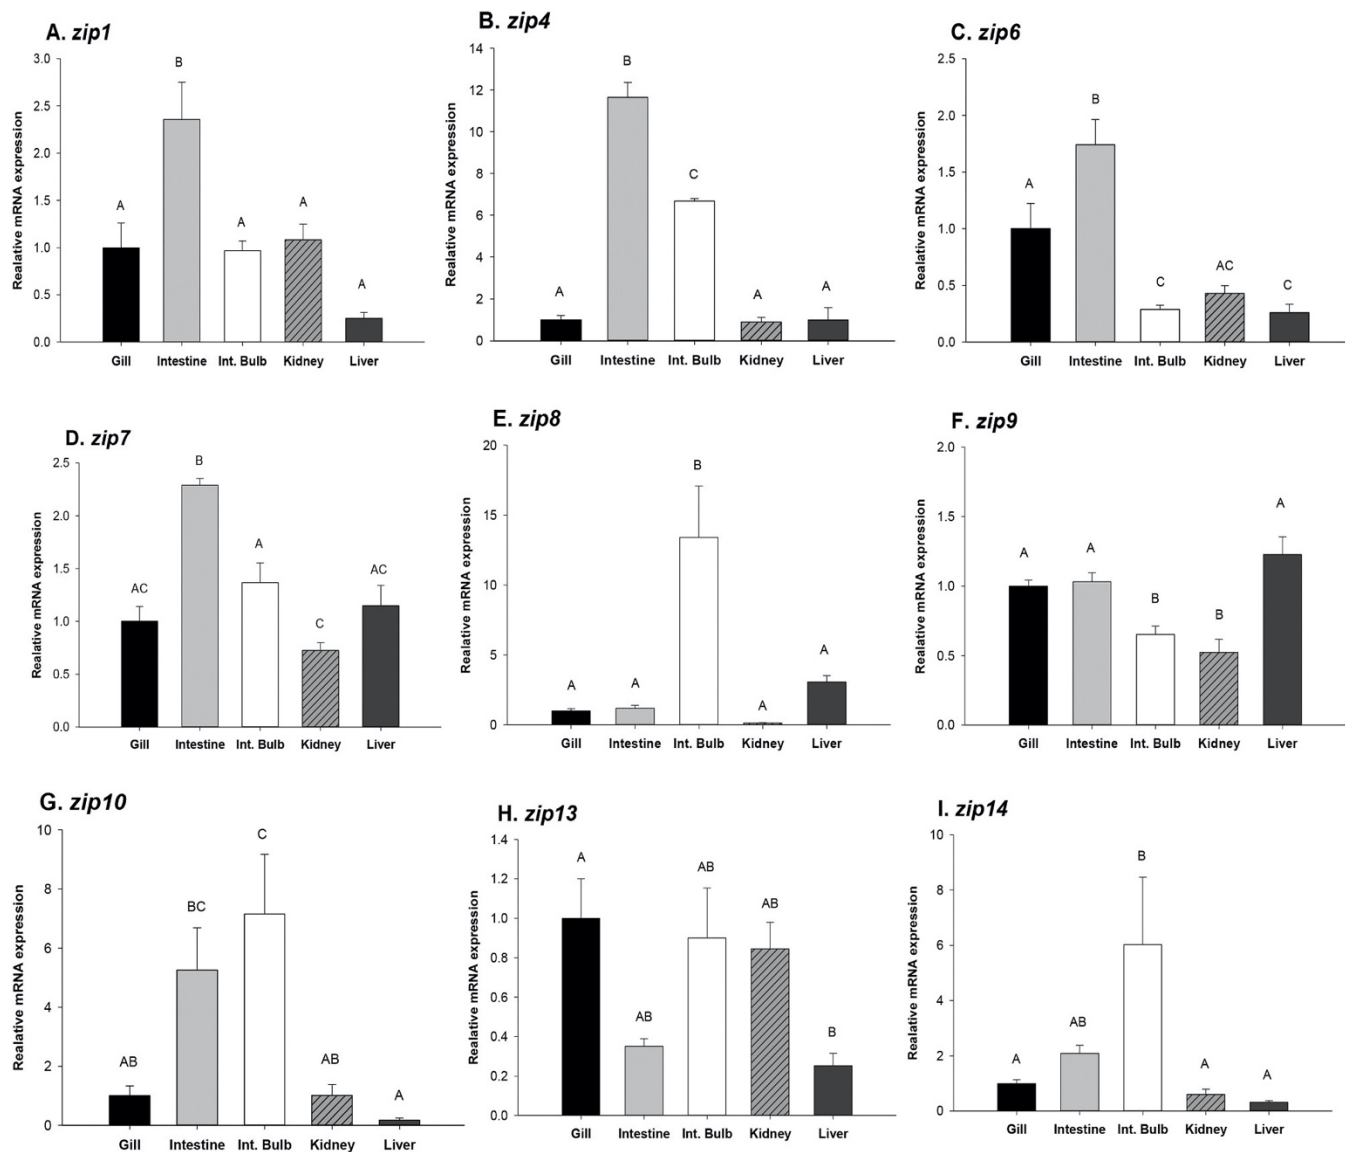 A. zip1
Realative mRNA expression
3.0
2.5
2.0
1.5
1.0
0.5
0.0
A
B
A
A
A
Gill Intestine Int. Bulb Kidney Liver
B. zip4
Realative mRNA expression
14
12
10
8
6
4
2
0
A
B
C
A
A
Gill Intestine Int. Bulb Kidney Liver
C. zip6
Realative mRNA expression
2.5
2.0
1.5
1.0
0.5
0.0
A
B
C
AC
C
Gill Intestine Int. Bulb Kidney Liver
D. zip7
Realative mRNA expression
2.5
2.0
1.5
1.0
0.5
0.0
AC
B
A
C
AC
Gill Intestine Int. Bulb Kidney Liver
E. zip8
Realative mRNA expression
20
15
10
5
0
A
A
B
A
A
Gill Intestine Int. Bulb Kidney Liver
F. zip9
Realative mRNA expression
2.0
1.5
1.0
0.5
0.0
A
A
B
B
A
Gill Intestine Int. Bulb Kidney Liver
G. zip10
Realative mRNA expression
10
8
6
4
2
0
AB
BC
C
AB
A
Gill Intestine Int. Bulb Kidney Liver
H. zip13
Realative mRNA expression
1.4
1.2
1.0
0.8
0.6
0.4
0.2
0.0
A
AB
AB
AB
B
Gill Intestine Int. Bulb Kidney Liver
I. zip14
Realative mRNA expression
10
8
6
4
2
0
A
AB
B
A
A
Gill Intestine Int. Bulb Kidney Liver